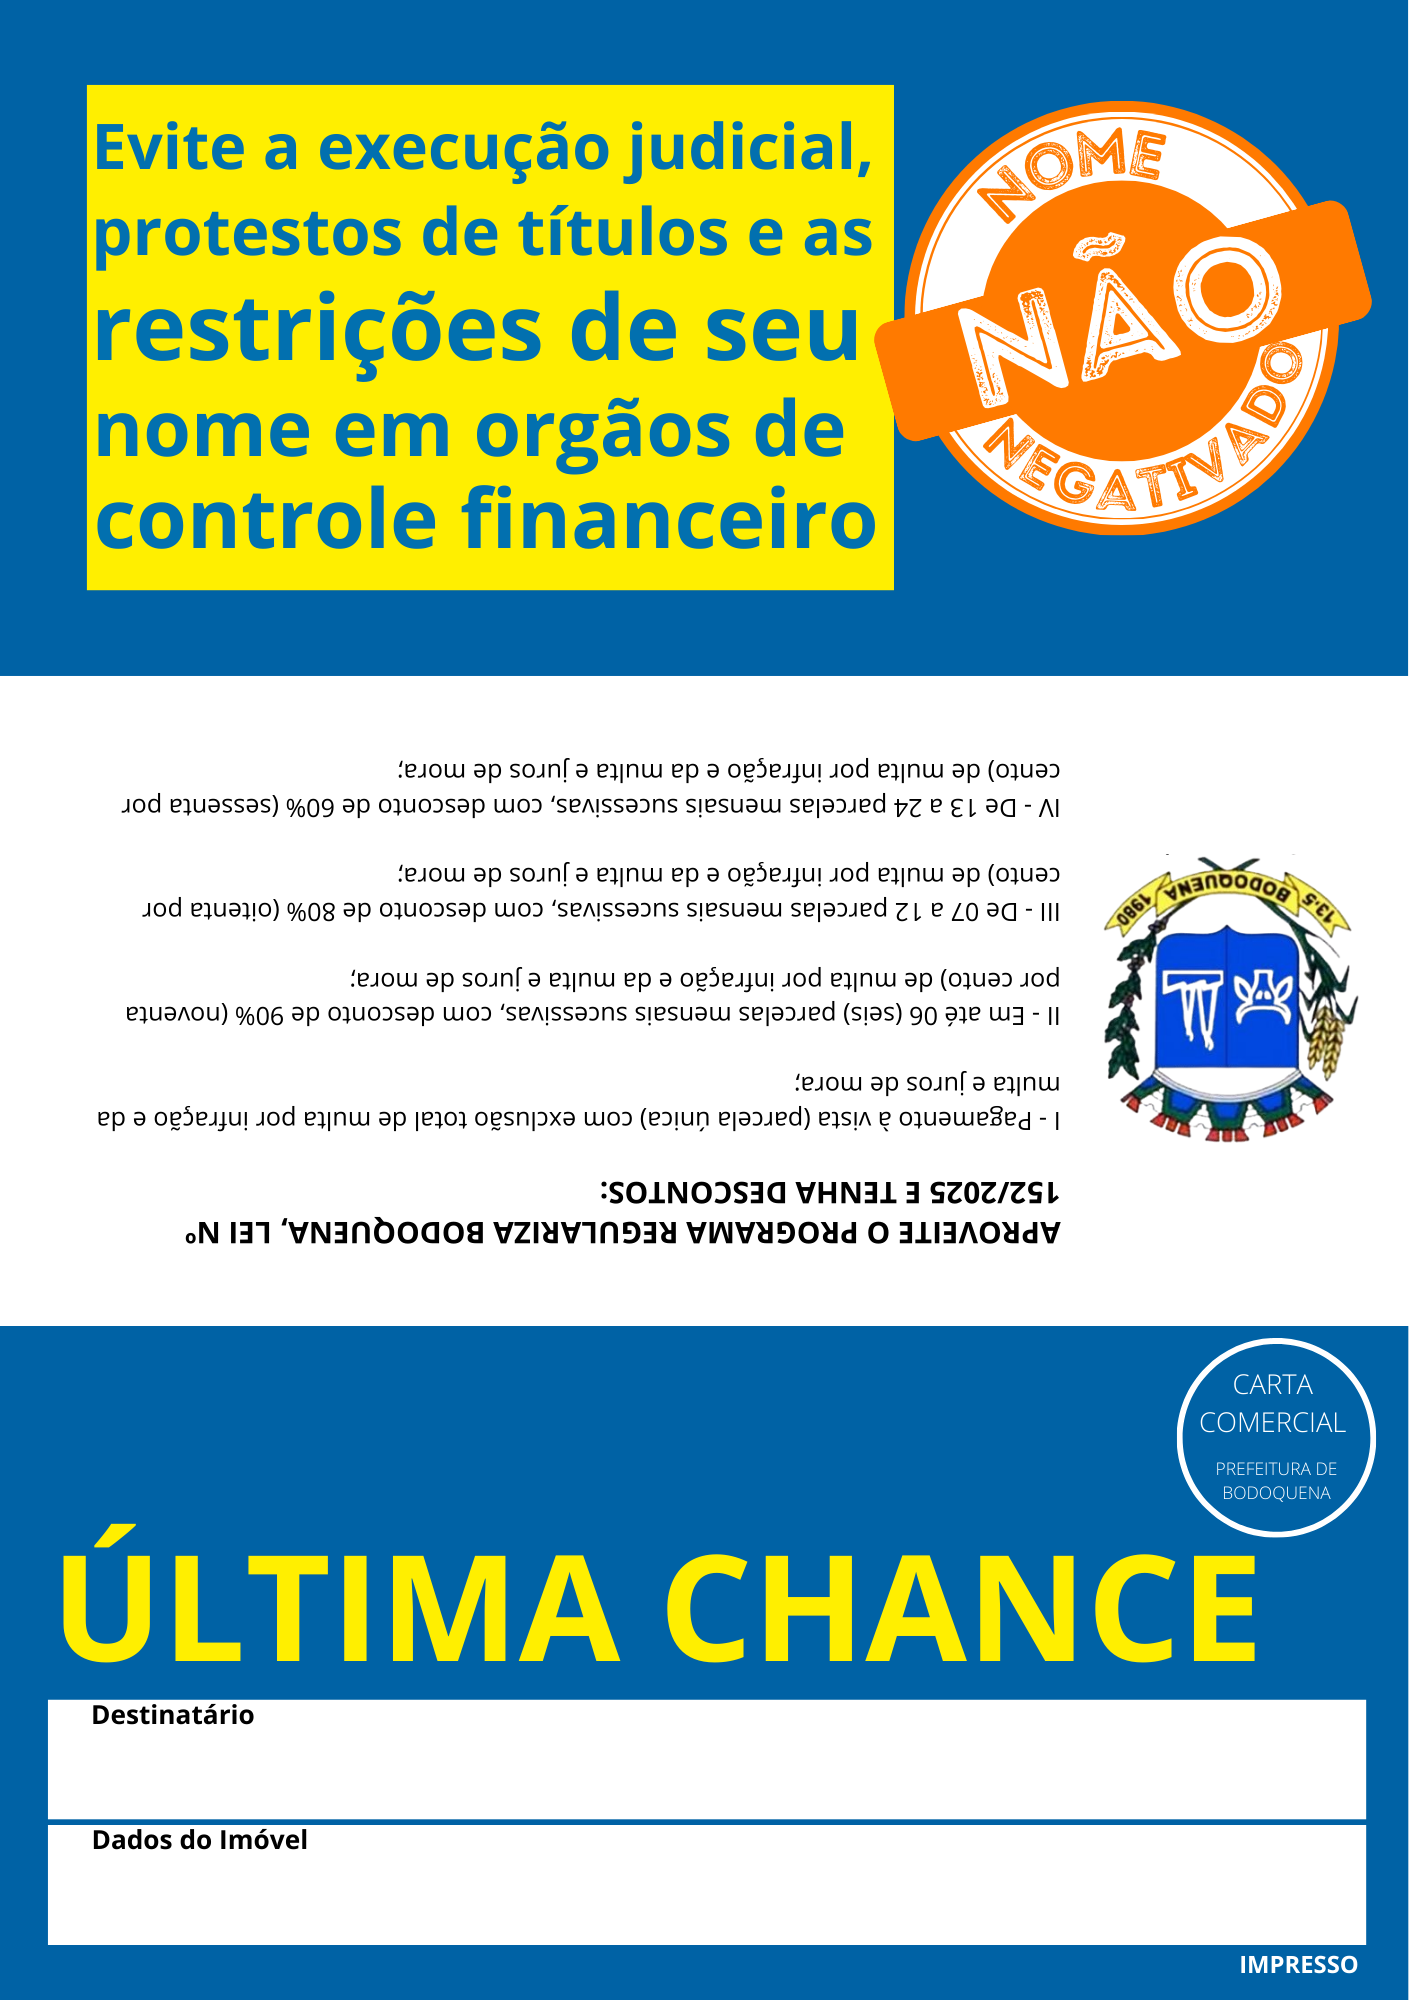 Evite a execução judicial,
protestos de títulos e as
restrições de seu
nome em orgãos de
controle financeiro
NOME
NÃO
NEGATIVADO
APROVEITE O PROGRAMA REGULARIZA BODOQUENA, LEI Nº
152/2025 E TENHA DESCONTOS:
I - Pagamento à vista (parcela única) com exclusão total de multa por infração e da
multa e juros de mora;
II - Em até 06 (seis) parcelas mensais sucessivas, com desconto de 90% (noventa
por cento) de multa por infração e da multa e juros de mora;
III - De 07 a 12 parcelas mensais sucessivas, com desconto de 80% (oitenta por
cento) de multa por infração e da multa e juros de mora;
IV - De 13 a 24 parcelas mensais sucessivas, com desconto de 60% (sessenta por
cento) de multa por infração e da multa e juros de mora;
13-5- BODOQUENA 1980
CARTA
COMERCIAL
PREFEITURA DE
BODOQUENA
ÚLTIMA CHANCE
Destinatário
Dados do Imóvel
IMPRESSO